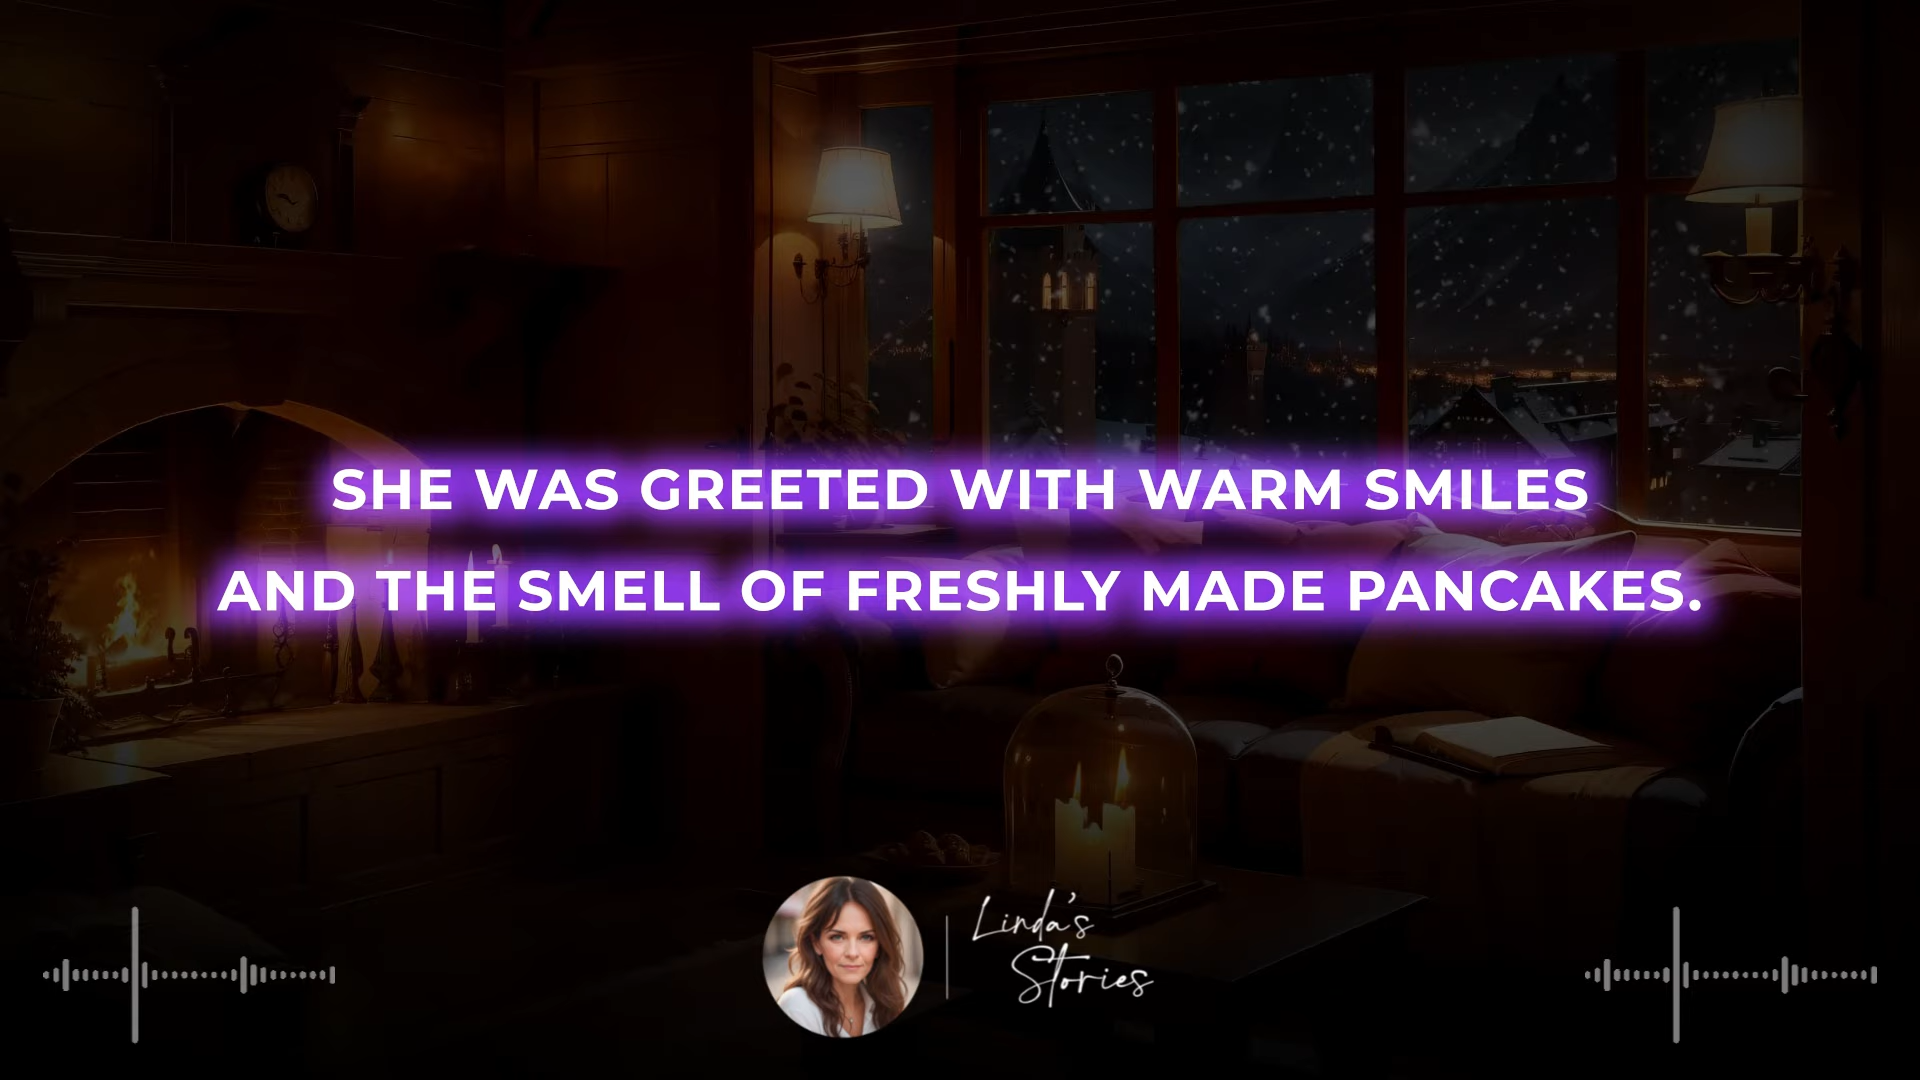 SHE WAS GREETED WITH WARM SMILES
AND THE SMELL OF FRESHLY MADE PANCAKES.
Linda's
Stories